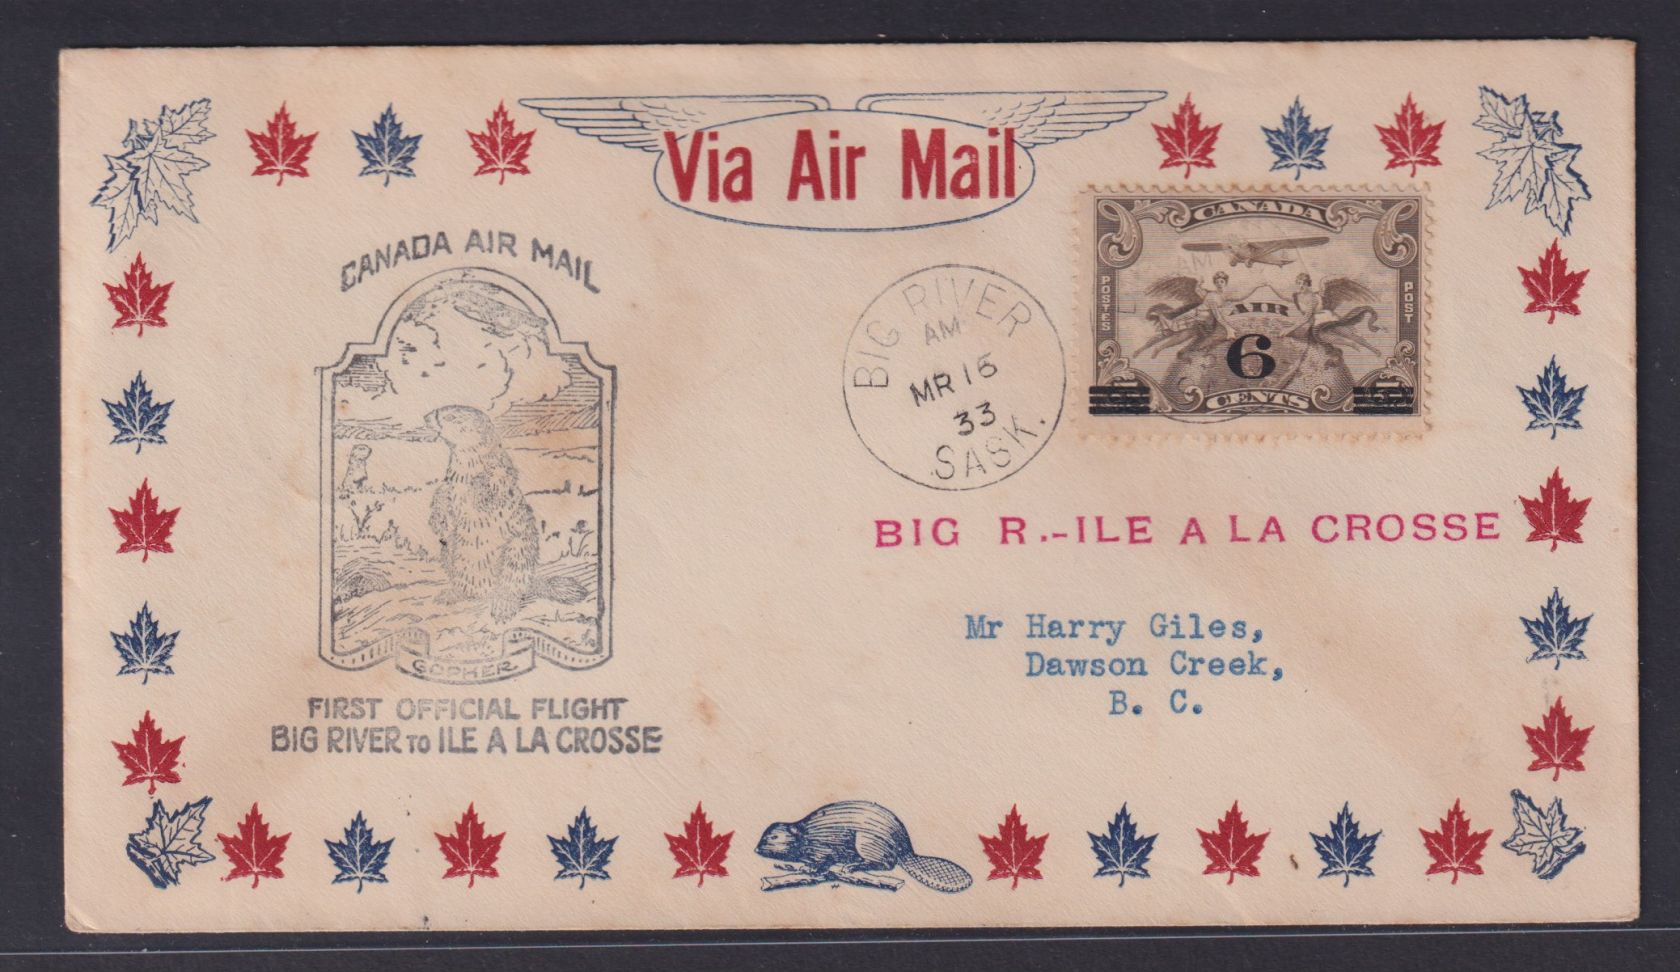 Via Air Mail
CANADA AIR MAIL
GOPHER
FIRST OFFICIAL FLIGHT
BIG RIVER TO ILE A LA CROSSE
BIG RIVER
AM
MR 16
33
SASK.
CANADA
POSTES
POST
AIR
6
CENTS
BIG R.-ILE A LA CROSSE
Mr Harry Giles,
Dawson Creek,
B. C.